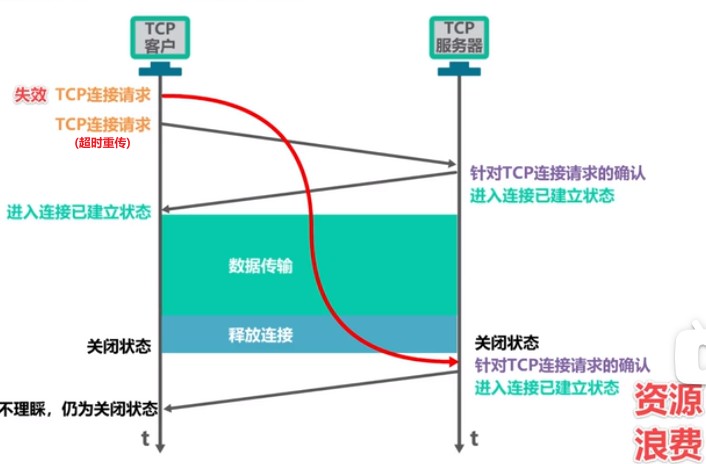 TCP
客户
TCP
服务器
失效 TCP连接请求
TCP连接请求
(超时重传)
针对TCP连接请求的确认
进入连接已建立状态
进入连接已建立状态
数据传输
释放连接
关闭状态
关闭状态
针对TCP连接请求的确认
进入连接已建立状态
不理睬，仍为关闭状态
资源
浪费
t
t